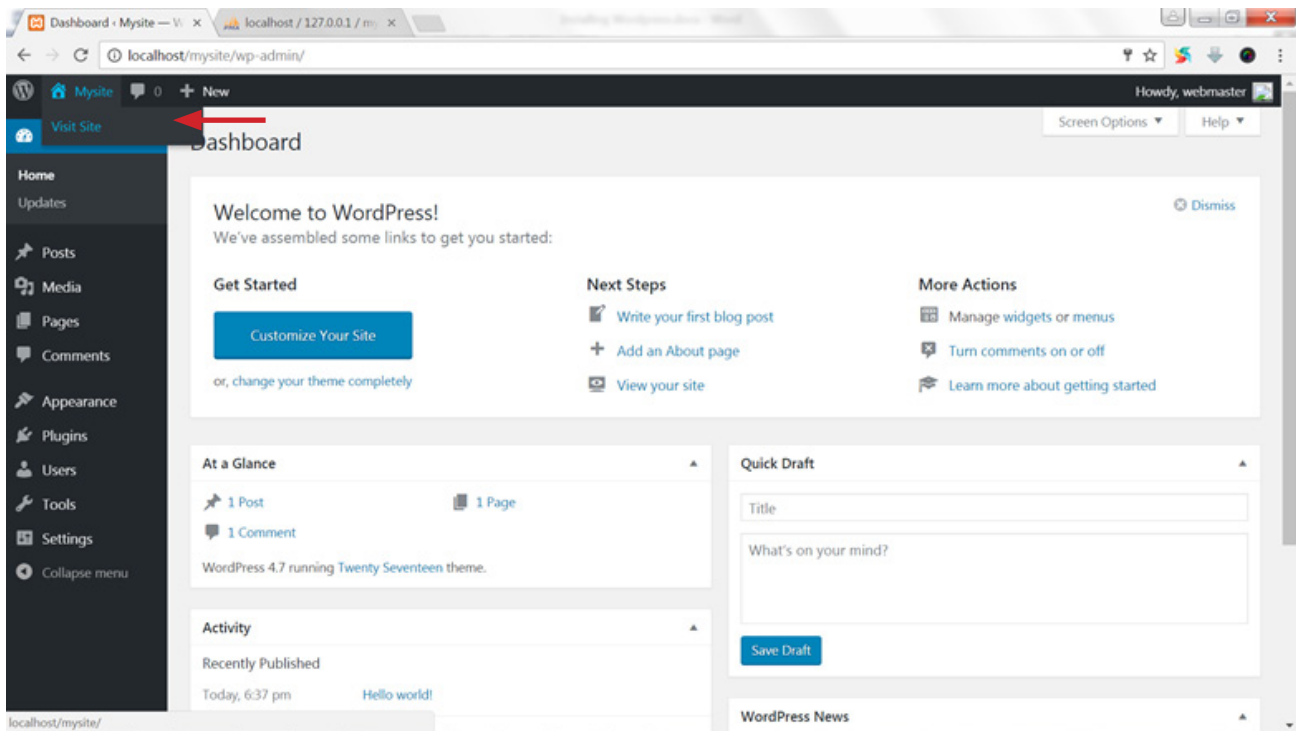 Dashboard ‹ Mysite — W
localhost / 127.0.0.1 / my
Installing Wordpress.docx - Word
localhost/mysite/wp-admin/
Mysite 0 + New
Howdy, webmaster
Visit Site
Screen Options ▼ Help ▼
Dashboard
Home
Updates
Posts
Media
Pages
Comments
Appearance
Plugins
Users
Tools
Settings
Collapse menu
Welcome to WordPress!
Dismiss
We've assembled some links to get you started:
Get Started
Customize Your Site
or, change your theme completely
Next Steps
Write your first blog post
Add an About page
View your site
More Actions
Manage widgets or menus
Turn comments on or off
Learn more about getting started
At a Glance
1 Post 1 Page
1 Comment
WordPress 4.7 running Twenty Seventeen theme.
Activity
Recently Published
Today, 6:37 pm Hello world!
Quick Draft
Title
What's on your mind?
Save Draft
WordPress News
localhost/mysite/